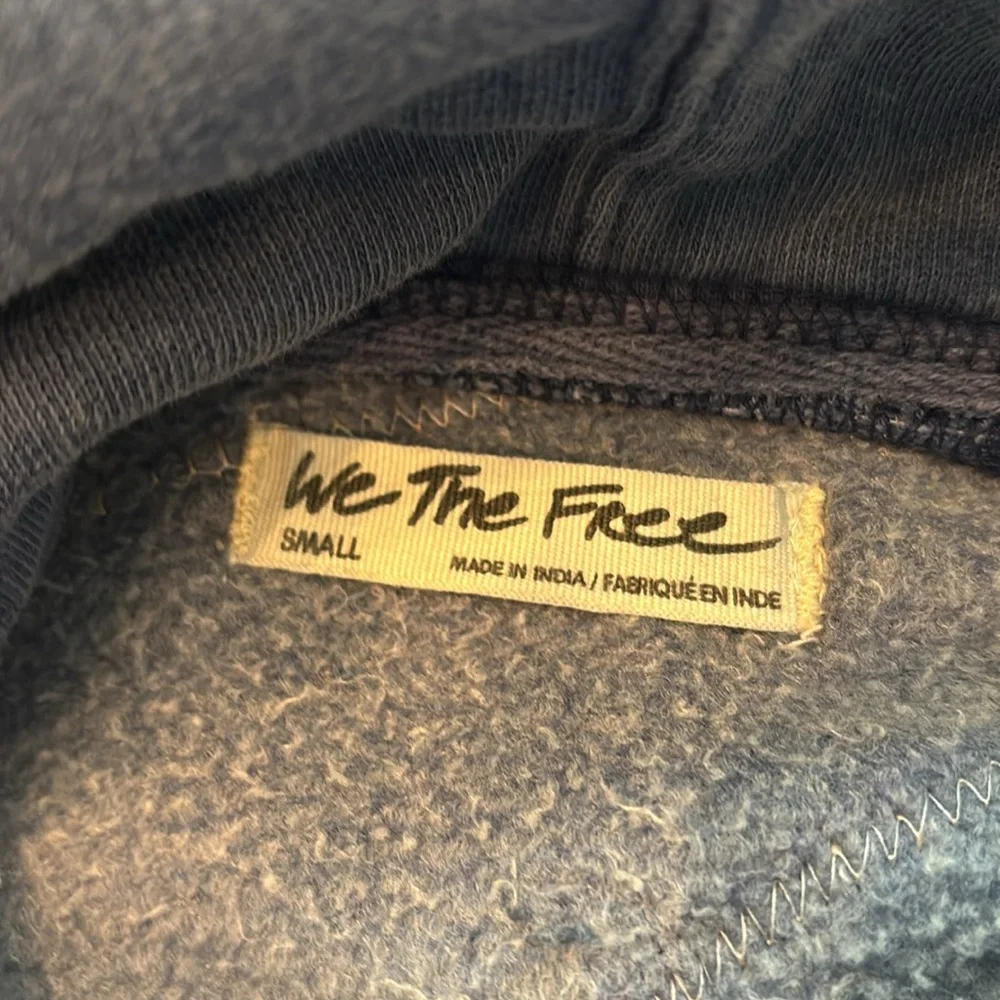 We The Free
SMALL
MADE IN INDIA / FABRIQUÉ EN INDE